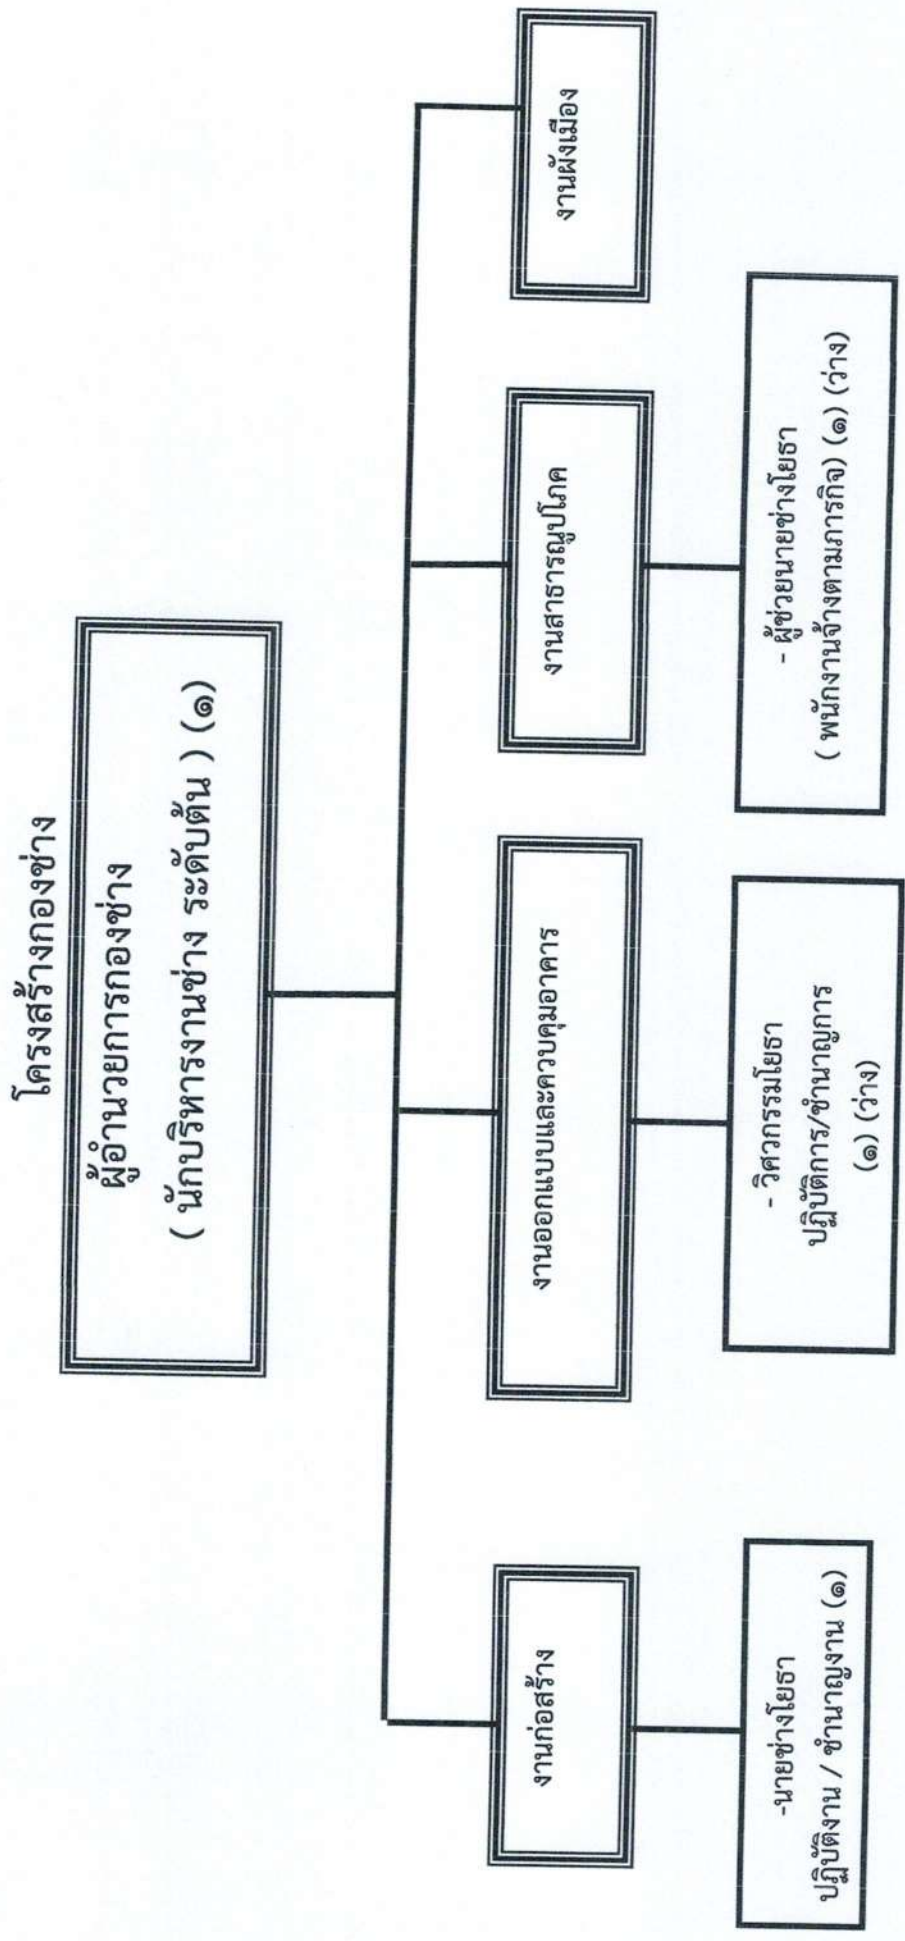 โครงสร้างกองช่าง
ผู้อำนวยการกองช่าง
( นักบริหารงานช่าง ระดับต้น ) (๑)
งานก่อสร้าง
งานออกแบบและควบคุมอาคาร
งานสาธารณูปโภค
งานผังเมือง
-นายช่างโยธา
ปฏิบัติงาน / ชำนาญงาน (๑)
- วิศวกรรมโยธา
ปฏิบัติการ/ชำนาญการ
(๑) (ว่าง)
- ผู้ช่วยนายช่างโยธา
( พนักงานจ้างตามภารกิจ) (๑) (ว่าง)